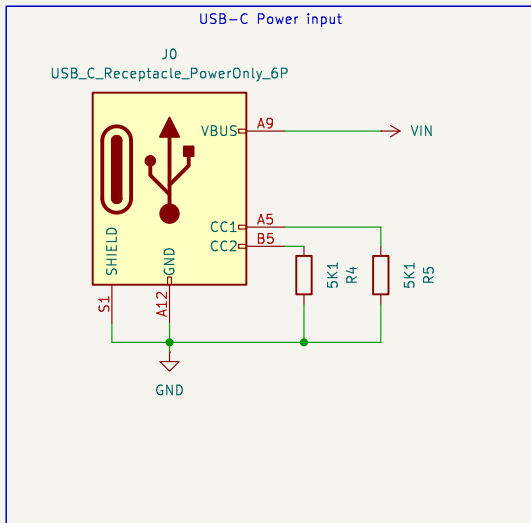 USB-C Power input
J0
USB_C_Receptacle_PowerOnly_6P
VBUS
A9
VIN
CC1
A5
CC2
B5
SHIELD
GND
S1
A12
5K1
R4
5K1
R5
GND